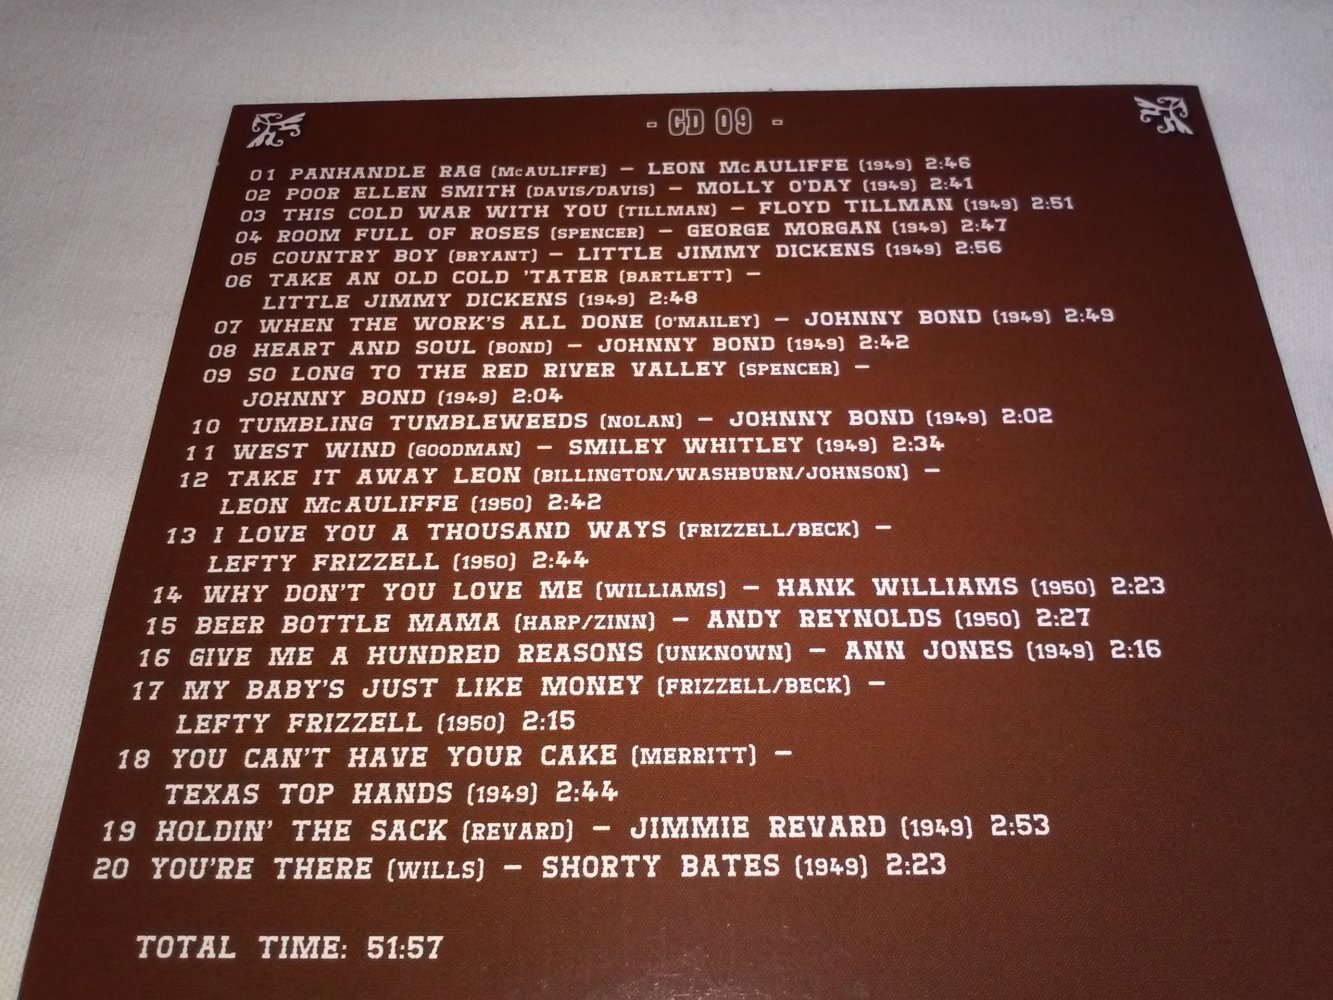 - CD 09 -
01 PANHANDLE RAG (McAULIFFE) – LEON McAULIFFE (1949) 2:46
02 POOR ELLEN SMITH (DAVIS/DAVIS) – MOLLY O'DAY (1949) 2:41
03 THIS COLD WAR WITH YOU (TILLMAN) – FLOYD TILLMAN (1949) 2:51
04 ROOM FULL OF ROSES (SPENCER) – GEORGE MORGAN (1949) 2:47
05 COUNTRY BOY (BRYANT) – LITTLE JIMMY DICKENS (1949) 2:56
06 TAKE AN OLD COLD 'TATER (BARTLETT) –
LITTLE JIMMY DICKENS (1949) 2:48
07 WHEN THE WORK'S ALL DONE (O'MAILEY) – JOHNNY BOND (1949) 2:49
08 HEART AND SOUL (BOND) – JOHNNY BOND (1949) 2:42
09 SO LONG TO THE RED RIVER VALLEY (SPENCER) –
JOHNNY BOND (1949) 2:04
10 TUMBLING TUMBLEWEEDS (NOLAN) – JOHNNY BOND (1949) 2:02
11 WEST WIND (GOODMAN) – SMILEY WHITLEY (1949) 2:34
12 TAKE IT AWAY LEON (BILLINGTON/WASHBURN/JOHNSON) –
LEON McAULIFFE (1950) 2:42
13 I LOVE YOU A THOUSAND WAYS (FRIZZELL/BECK) –
LEFTY FRIZZELL (1950) 2:44
14 WHY DON'T YOU LOVE ME (WILLIAMS) – HANK WILLIAMS (1950) 2:23
15 BEER BOTTLE MAMA (HARP/ZINN) – ANDY REYNOLDS (1950) 2:27
16 GIVE ME A HUNDRED REASONS (UNKNOWN) – ANN JONES (1949) 2:16
17 MY BABY'S JUST LIKE MONEY (FRIZZELL/BECK) –
LEFTY FRIZZELL (1950) 2:15
18 YOU CAN'T HAVE YOUR CAKE (MERRITT) –
TEXAS TOP HANDS (1949) 2:44
19 HOLDIN' THE SACK (REVARD) – JIMMIE REVARD (1949) 2:53
20 YOU'RE THERE (WILLS) – SHORTY BATES (1949) 2:23
TOTAL TIME: 51:57